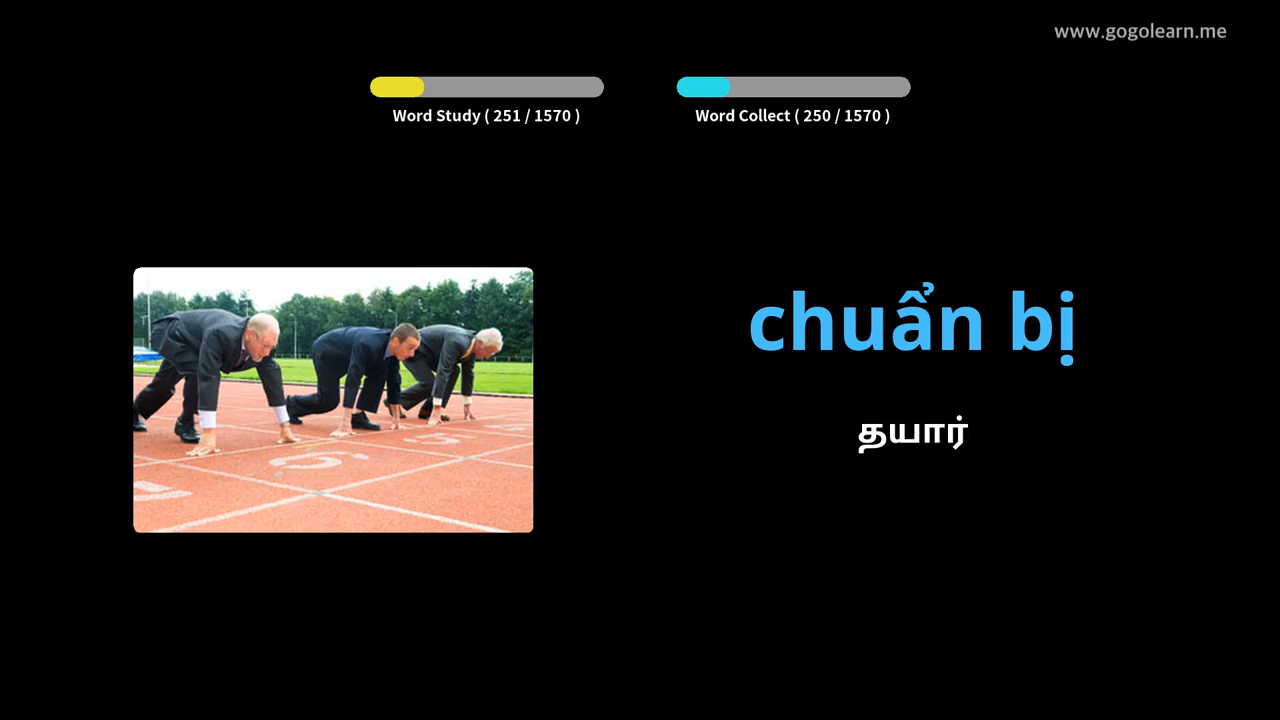 www.gogolearn.me
Word Study ( 251 / 1570 )
Word Collect ( 250 / 1570 )
chuẩn bị
தயார்